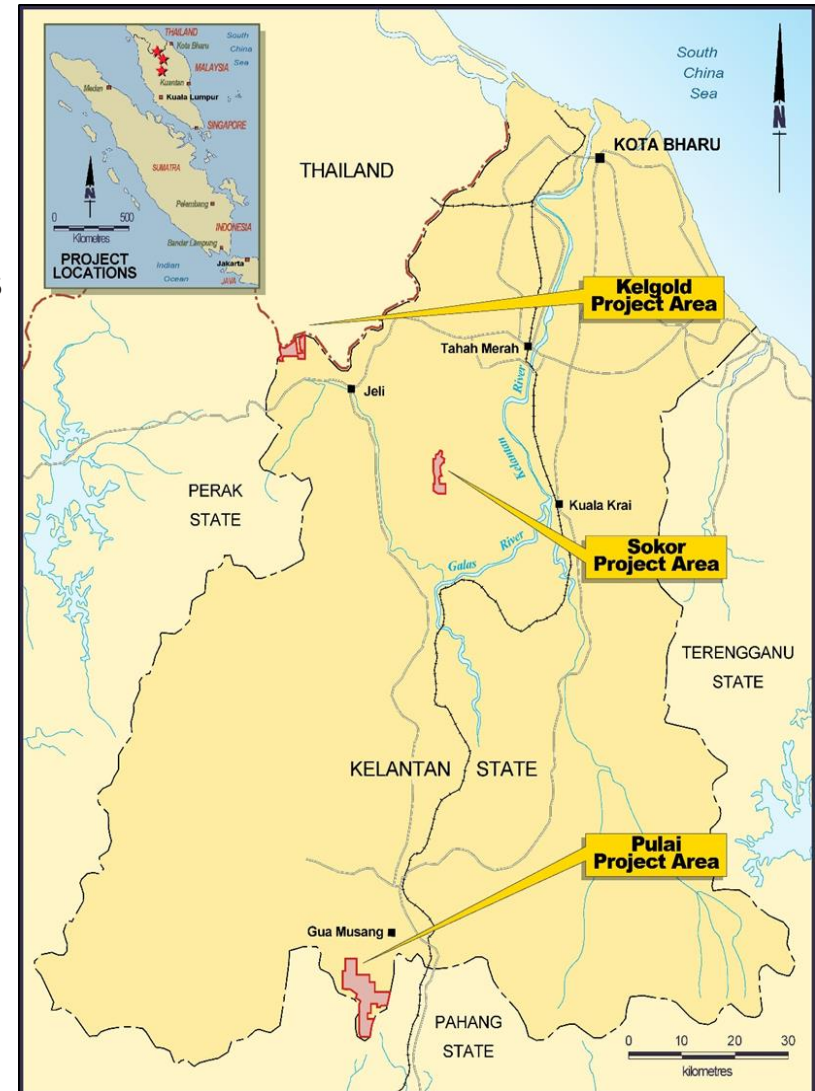 THAILAND
Kota Bharu
South
China
Sea
MALAYSIA
Kuantan
Kuala Lumpur
Medan
SINGAPORE
SUMATRA
N
Palembang
0 500
Kilometres
INDONESIA
Bandar Lampung
Jakarta
JAVA
Indian
Ocean
PROJECT
LOCATIONS
South
China
Sea
N
KOTA BHARU
THAILAND
Kelgold
Project Area
Tahah Merah
Jeli
River
Kelantan
S
PERAK
STATE
Kuala Krai
Sokor
Project Area
Galas River
TERENGGANU
STATE
KELANTAN STATE
Pulai
Project Area
Gua Musang
PAHANG
STATE
0 10 20 30
kilometres